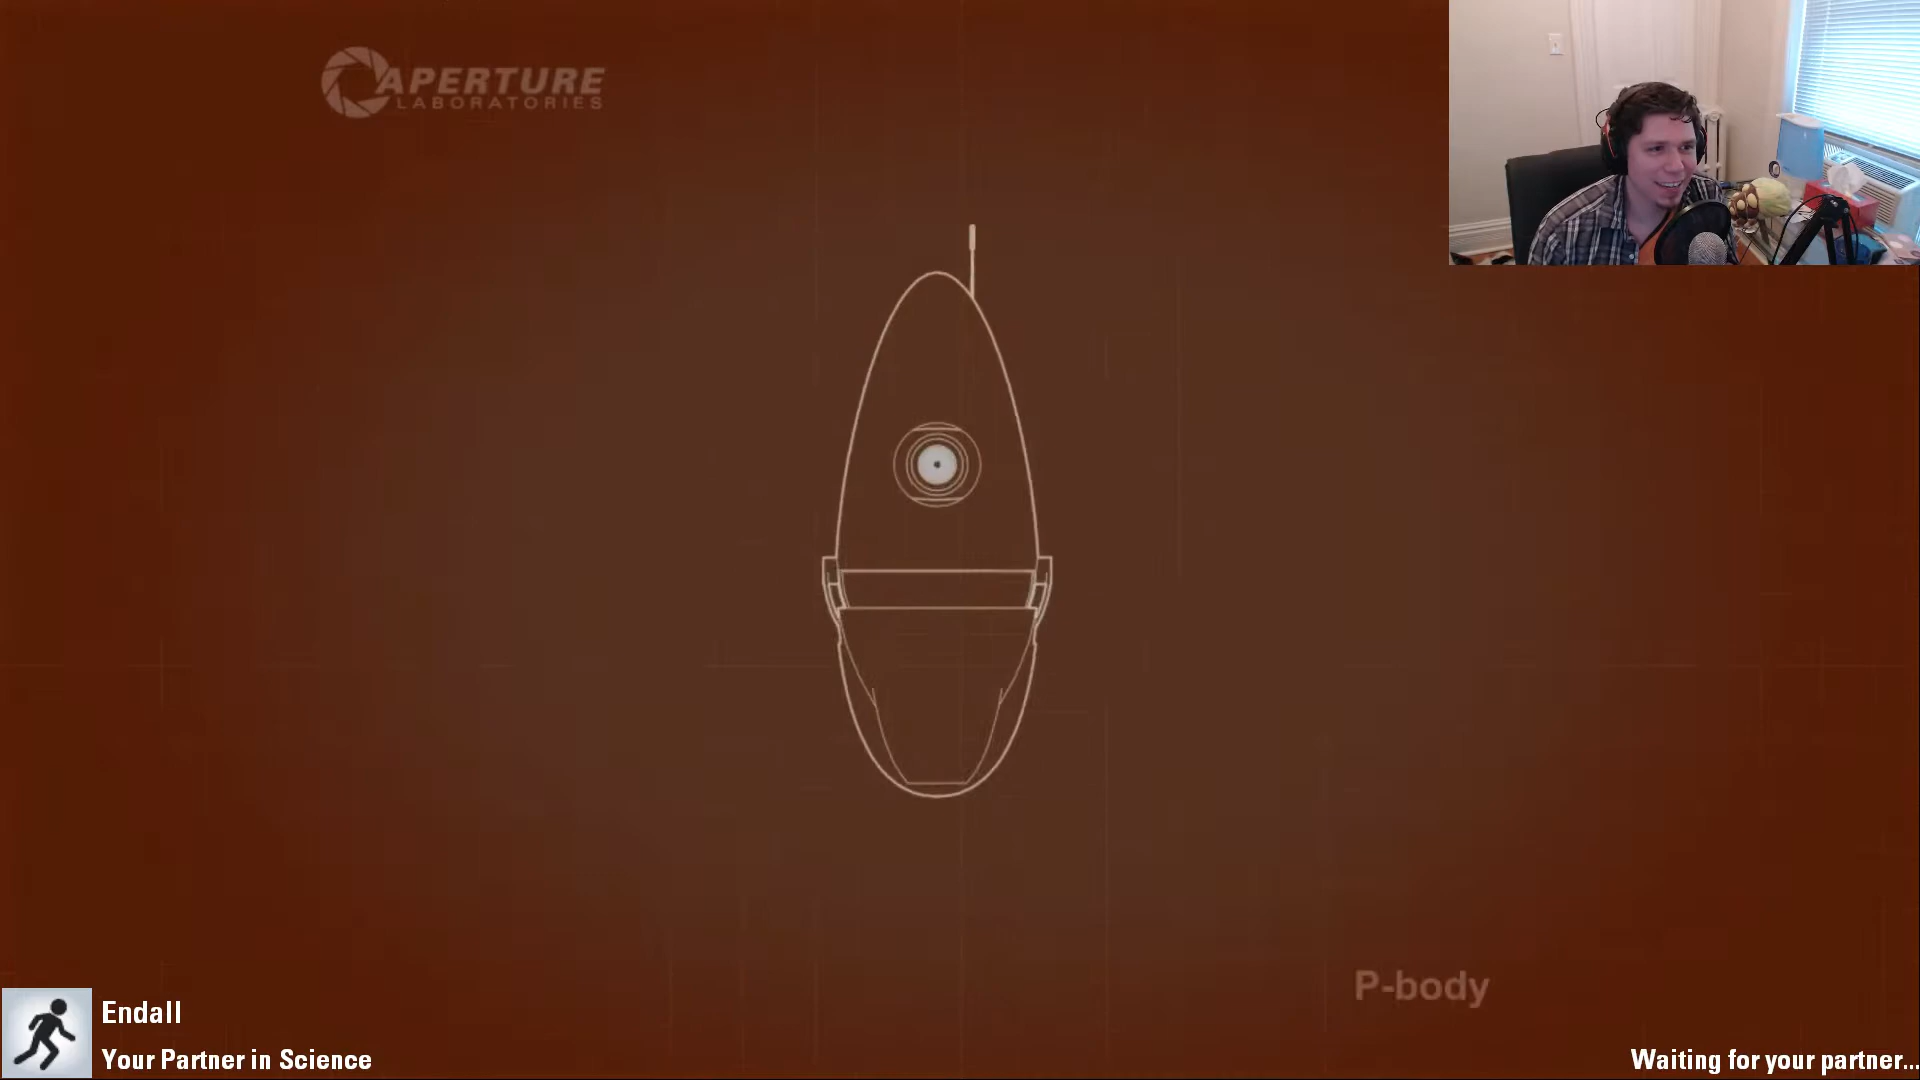 APERTURE
LABORATORIES
P-body
Endall
Your Partner in Science
Waiting for your partner...